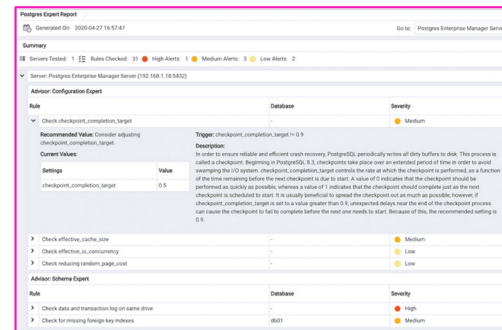 Postgres Expert Report
Generated On: 2020-04-27 16:57:47
Go to: Postgres Enterprise Manager Serve
Summary
Servers Tested: 1 Rules Checked: 31 High Alerts: 1 Medium Alerts: 3 Low Alerts: 2
Server: Postgres Enterprise Manager Server (192.168.1.18:5432)
Advisor: Configuration Expert
Rule Database Severity
Check checkpoint_completion_target - Medium
Recommended Value: Consider adjusting
checkpoint_completion_target.
Current Values:
Settings Value
checkpoint_completion_target 0.5
Trigger: checkpoint_completion_target != 0.9
Description:
In order to ensure reliable and efficient crash recovery, PostgreSQL periodically writes all dirty buffers to disk. This process is
called a checkpoint. Beginning in PostgreSQL 8.3, checkpoints take place over an extended period of time in order to avoid
swamping the I/O system. checkpoint_completion_target controls the rate at which the checkpoint is performed, as a function
of the time remaining before the next checkpoint is due to start. A value of 0 indicates that the checkpoint should be
performed as quickly as possible, whereas a value of 1 indicates that the checkpoint should complete just as the next
checkpoint is scheduled to start. It is usually beneficial to spread the checkpoint out as much as possible; however, if
checkpoint_completion_target is set to a value greater than 0.9, unexpected delays near the end of the checkpoint process
can cause the checkpoint to fail to complete before the next one needs to start. Because of this, the recommended setting is
0.9.
Check effective_cache_size - Medium
Check effective_io_concurrency - Low
Check reducing random_page_cost - Low
Advisor: Schema Expert
Rule Database Severity
Check data and transaction log on same drive - High
Check for missing foreign key indexes db01 Medium